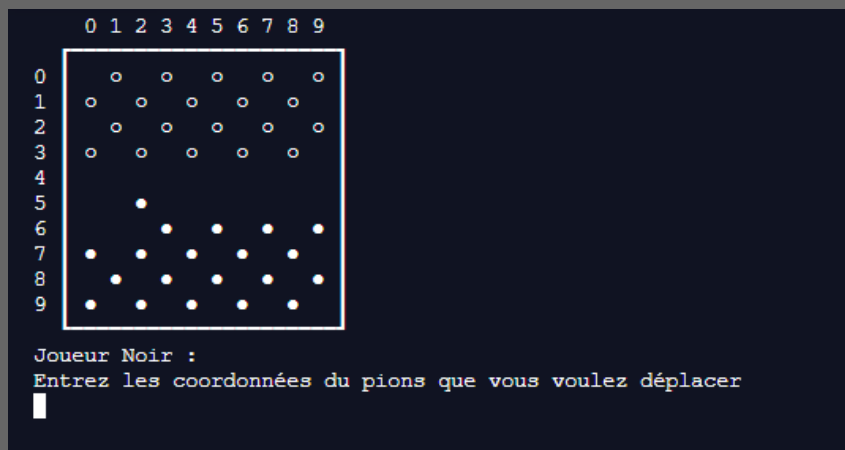 0 1 2 3 4 5 6 7 8 9
0 o o o o o
1 o o o o o
2 o o o o o
3 o o o o o
4
5 ●
6 ● ● ● ●
7 ● ● ● ● ●
8 ● ● ● ● ●
9 ● ● ● ● ●
Joueur Noir :
Entrez les coordonnées du pions que vous voulez déplacer